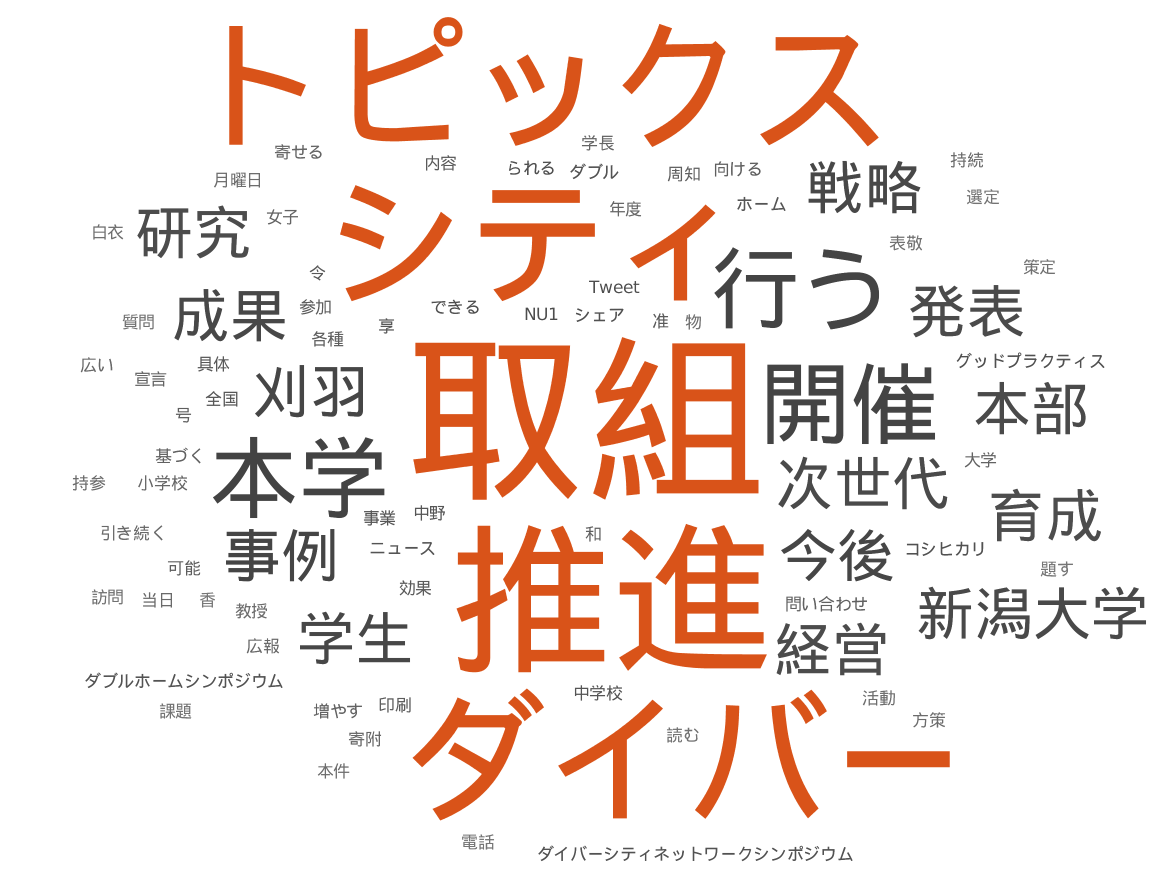 トピックス
学長
寄せる
内容
られる
ダブル
周知
向ける
戦略
持続
月曜日
選定
研究
女子
シティ
年度
ホーム
白衣
表敬
行う
策定
令
Tweet
成果
参加
できる
NU1
シェア
准
物
発表
質問
享
各種
広い
具体
取組
開催
グッドプラクティス
宣言
刈羽
全国
本部
号
本学
基づく
次世代
大学
持参
小学校
育成
事業
中野
引き続く
事例
ニュース
推進
和
今後
コシヒカリ
可能
題す
訪問
当日
香
効果
教授
問い合わせ
新潟大学
広報
学生
経営
ダブルホームシンポジウム
中学校
活動
課題
増やす
印刷
ダイバー
方策
寄附
読む
本件
電話
ダイバーシティネットワークシンポジウム